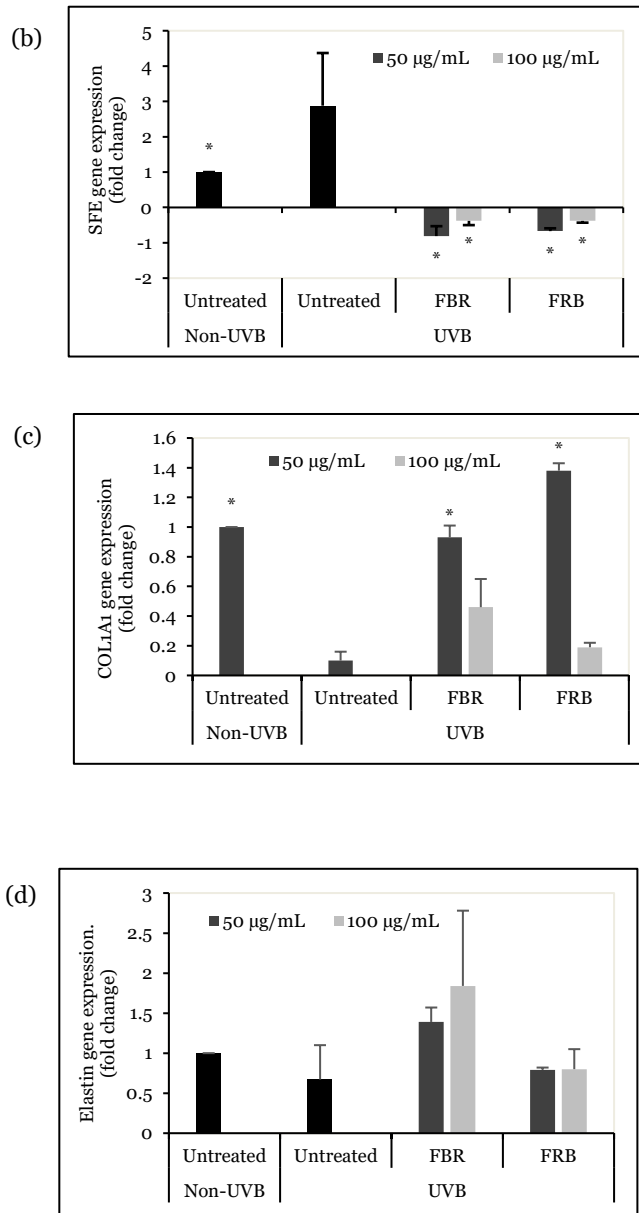 (b)
SFE gene expression
(fold change)
5
4
3
2
1
0
-1
-2
50 µg/mL 100 µg/mL
*
* * * *
Untreated Untreated FBR FRB
Non-UVB UVB
(c)
COL1A1 gene expression
(fold change)
1.6
1.4
1.2
1
0.8
0.6
0.4
0.2
0
50 µg/mL 100 µg/mL
* * *
Untreated Untreated FBR FRB
Non-UVB UVB
(d)
Elastin gene expression.
(fold change)
3
2.5
2
1.5
1
0.5
0
50 µg/mL 100 µg/mL
Untreated Untreated FBR FRB
Non-UVB UVB